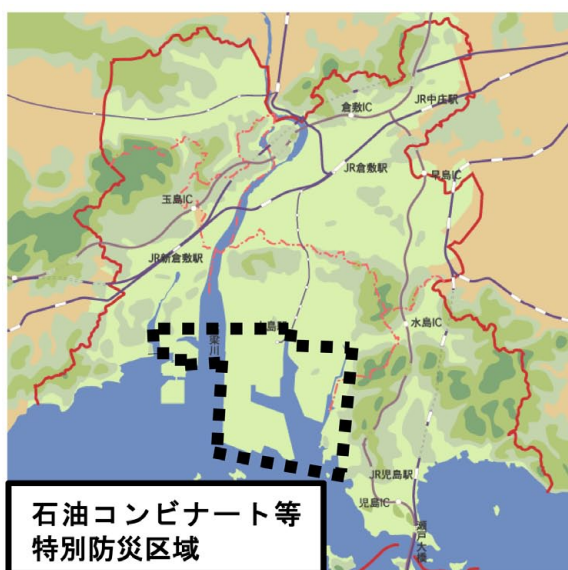 倉敷IC
JR中庄駅
JR倉敷駅
早島IC
玉島IC
JR新倉敷駅
水島IC
梁川
JR児島駅
児島IC
瀬戸大橋
石油コンビナート等
特別防災区域